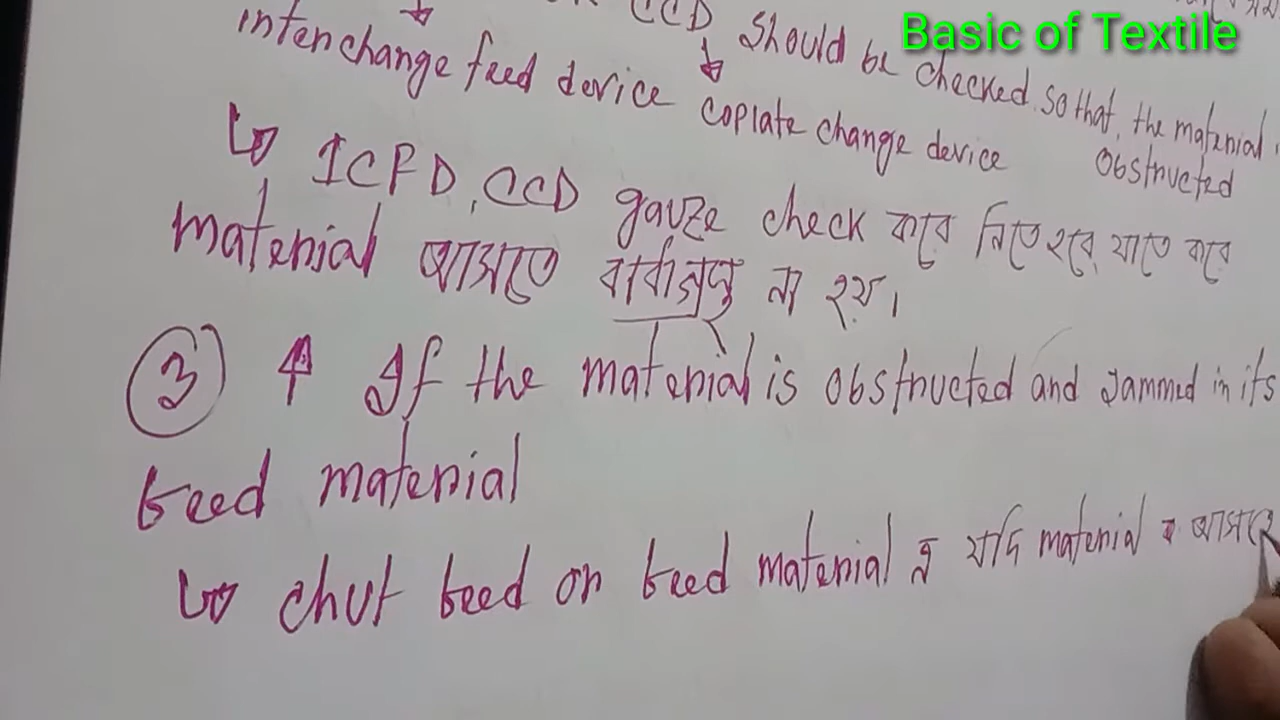 Basic of Textile
CCD Should be checked so that, the material
interchange feed device coplate change device Obstructed
ICFD, CCD gauze check করে নিতে হবে, যাতে করে
material আসতে বাধাগ্রস্থ না হয়।
3 If the material is obstructed and Jammed in its
feed material
chut feed or feed material এ যদি material আসতে